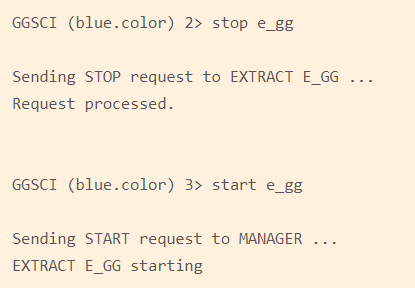 GGSCI (blue.color) 2> stop e_gg
Sending STOP request to EXTRACT E_GG ...
Request processed.
GGSCI (blue.color) 3> start e_gg
Sending START request to MANAGER ...
EXTRACT E_GG starting